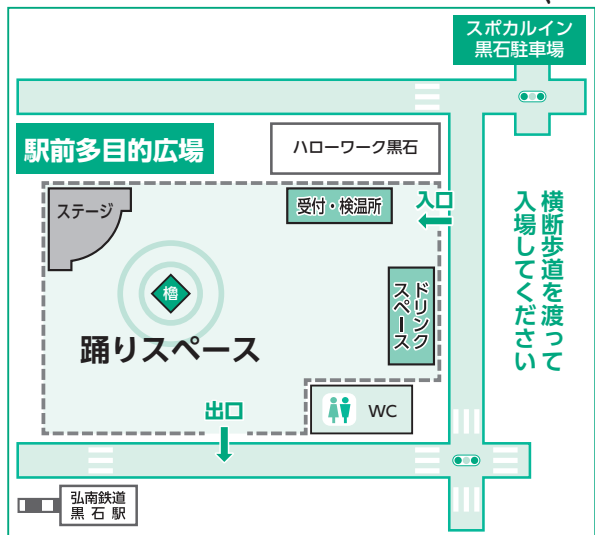 スポカルイン
黒石駐車場
駅前多目的広場
ハローワーク黒石
ステージ
受付・検温所
入口
横断歩道を渡って
入場してください
櫓
ドリンク
スペース
踊りスペース
出口
WC
弘南鉄道
黒石駅